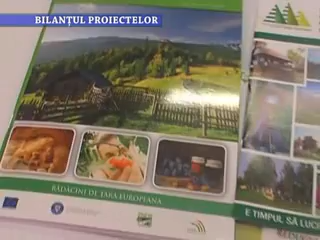 BILANȚUL PROIECTELOR
RĂDĂCINI DE ȚARĂ EUROPEANĂ
E TIMPUL SĂ LUC